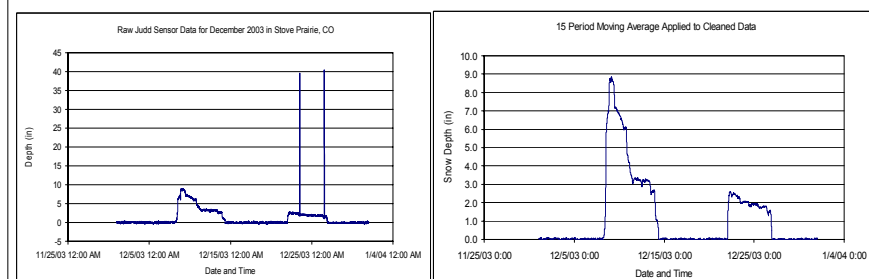 Raw Judd Sensor Data for December 2003 in Stove Prairie, CO
45
40
35
30
25
20
15
10
5
0
-5
Depth (in)
11/25/03 12:00 AM 12/5/03 12:00 AM 12/15/03 12:00 AM 12/25/03 12:00 AM 1/4/04 12:00 AM
Date and Time
15 Period Moving Average Applied to Cleaned Data
10.0
9.0
8.0
7.0
6.0
5.0
4.0
3.0
2.0
1.0
0.0
Snow Depth (in)
11/25/03 0:00 12/5/03 0:00 12/15/03 0:00 12/25/03 0:00 1/4/04 0:00
Date and Time